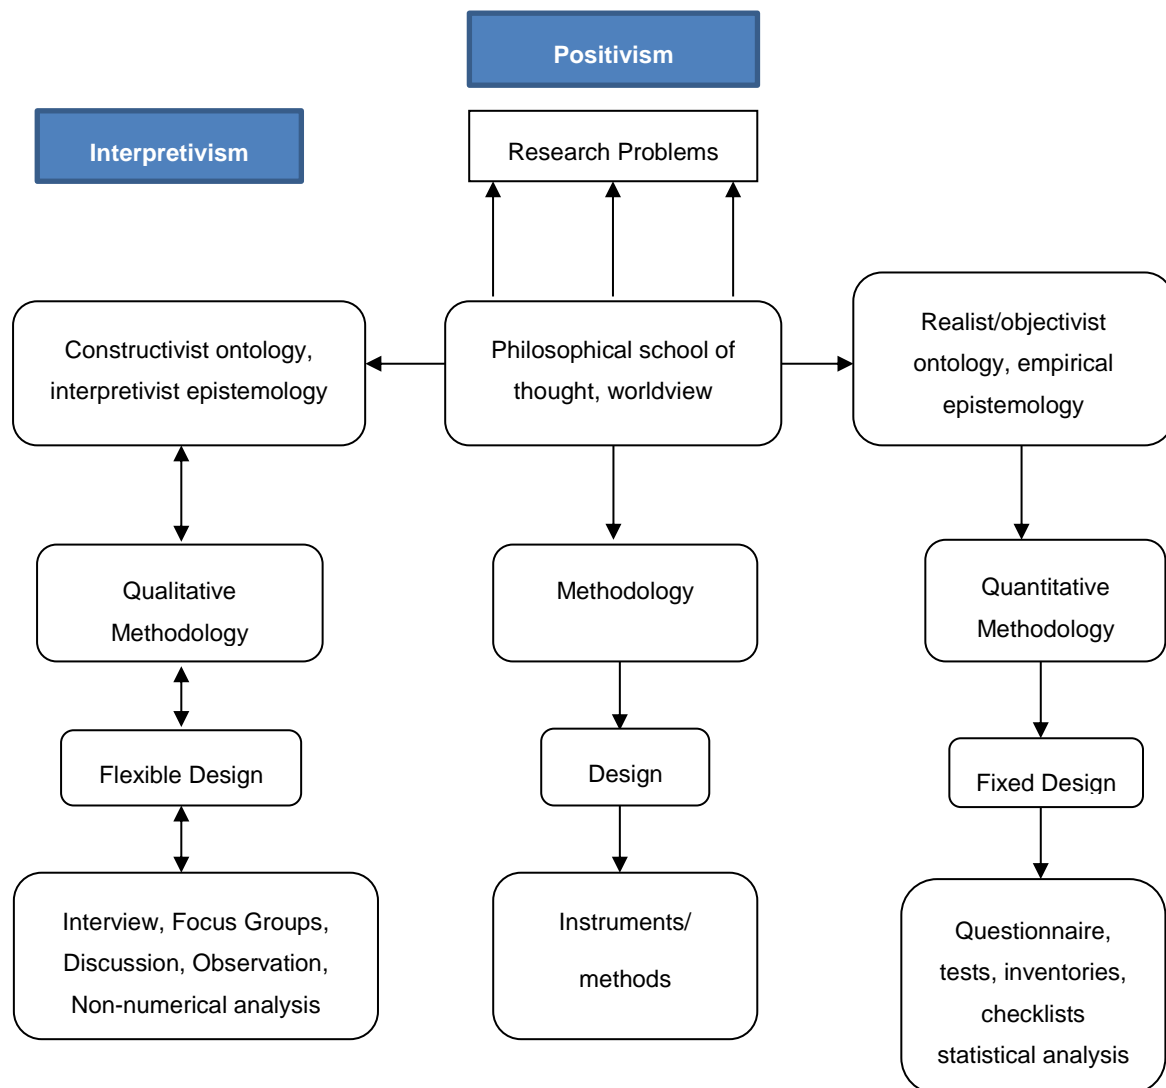 Positivism
Interpretivism
Research Problems
Constructivist ontology,
interpretivist epistemology
Philosophical school of
thought, worldview
Realist/objectivist
ontology, empirical
epistemology
Qualitative
Methodology
Methodology
Quantitative
Methodology
Flexible Design
Design
Fixed Design
Interview, Focus Groups,
Discussion, Observation,
Non-numerical analysis
Instruments/
methods
Questionnaire,
tests, inventories,
checklists
statistical analysis